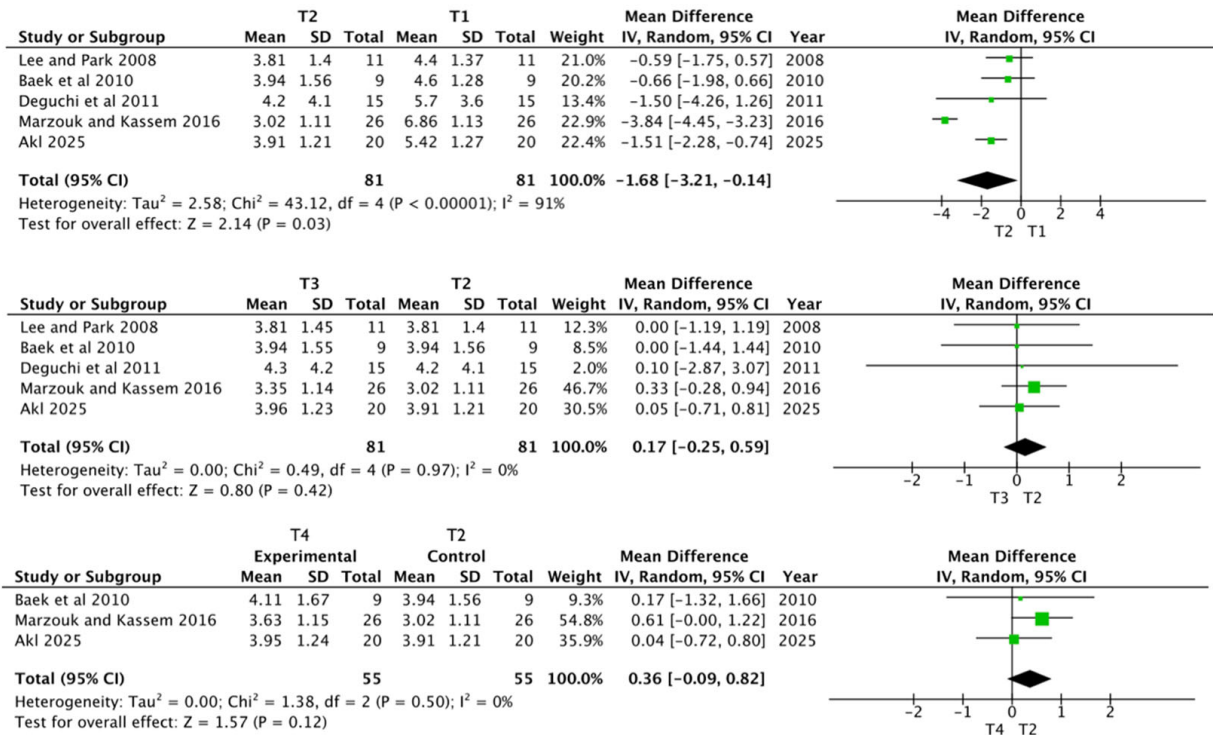 T2 T1 Mean Difference Mean Difference
Study or Subgroup Mean SD Total Mean SD Total Weight IV, Random, 95% CI Year IV, Random, 95% CI
Lee and Park 2008 3.81 1.4 11 4.4 1.37 11 21.0% −0.59 [−1.75, 0.57] 2008
Baek et al 2010 3.94 1.56 9 4.6 1.28 9 20.2% −0.66 [−1.98, 0.66] 2010
Deguchi et al 2011 4.2 4.1 15 5.7 3.6 15 13.4% −1.50 [−4.26, 1.26] 2011
Marzouk and Kassem 2016 3.02 1.11 26 6.86 1.13 26 22.9% −3.84 [−4.45, −3.23] 2016
Akl 2025 3.91 1.21 20 5.42 1.27 20 22.4% −1.51 [−2.28, −0.74] 2025
Total (95% CI) 81 81 100.0% −1.68 [−3.21, −0.14]
Heterogeneity: Tau² = 2.58; Chi² = 43.12, df = 4 (P < 0.00001); I² = 91%
Test for overall effect: Z = 2.14 (P = 0.03)
−4 −2 0 2 4
T2 T1
T3 T2 Mean Difference Mean Difference
Study or Subgroup Mean SD Total Mean SD Total Weight IV, Random, 95% CI Year IV, Random, 95% CI
Lee and Park 2008 3.81 1.45 11 3.81 1.4 11 12.3% 0.00 [−1.19, 1.19] 2008
Baek et al 2010 3.94 1.55 9 3.94 1.56 9 8.5% 0.00 [−1.44, 1.44] 2010
Deguchi et al 2011 4.3 4.2 15 4.2 4.1 15 2.0% 0.10 [−2.87, 3.07] 2011
Marzouk and Kassem 2016 3.35 1.14 26 3.02 1.11 26 46.7% 0.33 [−0.28, 0.94] 2016
Akl 2025 3.96 1.23 20 3.91 1.21 20 30.5% 0.05 [−0.71, 0.81] 2025
Total (95% CI) 81 81 100.0% 0.17 [−0.25, 0.59]
Heterogeneity: Tau² = 0.00; Chi² = 0.49, df = 4 (P = 0.97); I² = 0%
Test for overall effect: Z = 0.80 (P = 0.42)
−2 −1 0 1 2
T3 T2
T4 T2
Experimental Control Mean Difference Mean Difference
Study or Subgroup Mean SD Total Mean SD Total Weight IV, Random, 95% CI Year IV, Random, 95% CI
Baek et al 2010 4.11 1.67 9 3.94 1.56 9 9.3% 0.17 [−1.32, 1.66] 2010
Marzouk and Kassem 2016 3.63 1.15 26 3.02 1.11 26 54.8% 0.61 [−0.00, 1.22] 2016
Akl 2025 3.95 1.24 20 3.91 1.21 20 35.9% 0.04 [−0.72, 0.80] 2025
Total (95% CI) 55 55 100.0% 0.36 [−0.09, 0.82]
Heterogeneity: Tau² = 0.00; Chi² = 1.38, df = 2 (P = 0.50); I² = 0%
Test for overall effect: Z = 1.57 (P = 0.12)
−2 −1 0 1 2
T4 T2